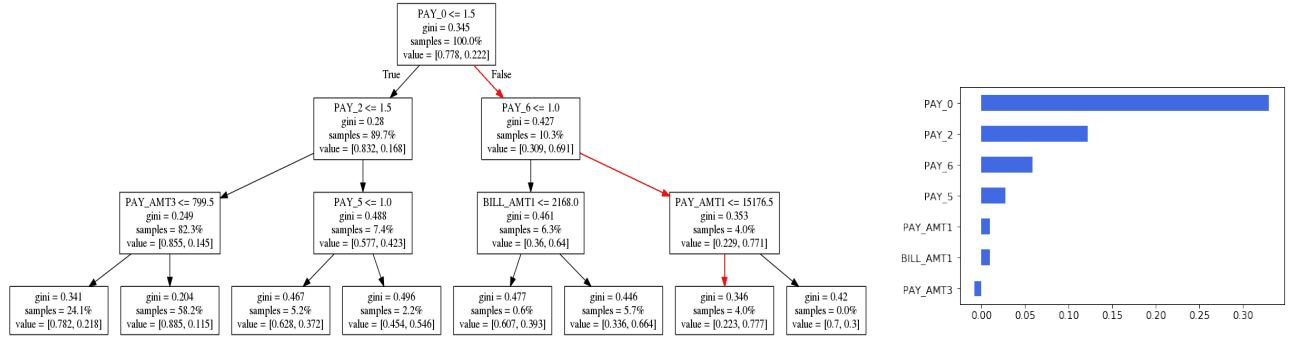 PAY_0 <= 1.5
gini = 0.345
samples = 100.0%
value = [0.778, 0.222]
True
False
PAY_2 <= 1.5
gini = 0.28
samples = 89.7%
value = [0.832, 0.168]
PAY_6 <= 1.0
gini = 0.427
samples = 10.3%
value = [0.309, 0.691]
PAY_AMT3 <= 799.5
gini = 0.249
samples = 82.3%
value = [0.855, 0.145]
PAY_5 <= 1.0
gini = 0.488
samples = 7.4%
value = [0.577, 0.423]
BILL_AMT1 <= 2168.0
gini = 0.461
samples = 6.3%
value = [0.36, 0.64]
PAY_AMT1 <= 15176.5
gini = 0.353
samples = 4.0%
value = [0.229, 0.771]
gini = 0.341
samples = 24.1%
value = [0.782, 0.218]
gini = 0.204
samples = 58.2%
value = [0.885, 0.115]
gini = 0.467
samples = 5.2%
value = [0.628, 0.372]
gini = 0.496
samples = 2.2%
value = [0.454, 0.546]
gini = 0.477
samples = 0.6%
value = [0.607, 0.393]
gini = 0.446
samples = 5.7%
value = [0.336, 0.664]
gini = 0.346
samples = 4.0%
value = [0.223, 0.777]
gini = 0.42
samples = 0.0%
value = [0.7, 0.3]
PAY_0
PAY_2
PAY_6
PAY_5
PAY_AMT1
BILL_AMT1
PAY_AMT3
0.00 0.05 0.10 0.15 0.20 0.25 0.30